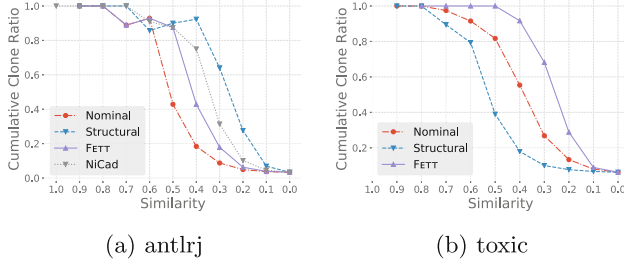 Cumulative Clone Ratio
1.0
0.8
0.6
0.4
0.2
0.0
Nominal
Structural
FETT
NiCad
1.0 0.9 0.8 0.7 0.6 0.5 0.4 0.3 0.2 0.1 0.0
Similarity
(a) antlrj
Cumulative Clone Ratio
1.0
0.8
0.6
0.4
0.2
Nominal
Structural
FETT
1.0 0.9 0.8 0.7 0.6 0.5 0.4 0.3 0.2 0.1 0.0
Similarity
(b) toxic